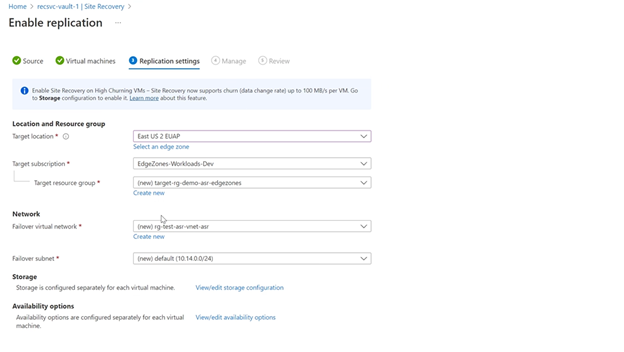 Home > recsvc-vault-1 | Site Recovery >
Enable replication ...
Source Virtual machines 3 Replication settings 4 Manage 5 Review
Enable Site Recovery on High Churning VMs – Site Recovery now supports churn (data change rate) up to 100 MB/s per VM. Go
to Storage configuration to enable it. Learn more about this feature.
Location and Resource group
Target location *
East US 2 EUAP
Select an edge zone
Target subscription *
EdgeZones-Workloads-Dev
Target resource group *
(new) target-rg-demo-asr-edgezones
Create new
Network
Failover virtual network *
(new) rg-test-asr-vnet-asr
Create new
Failover subnet *
(new) default (10.14.0.0/24)
Storage
Storage is configured separately for each virtual machine.
View/edit storage configuration
Availability options
Availability options are configured separately for each virtual
machine.
View/edit availability options